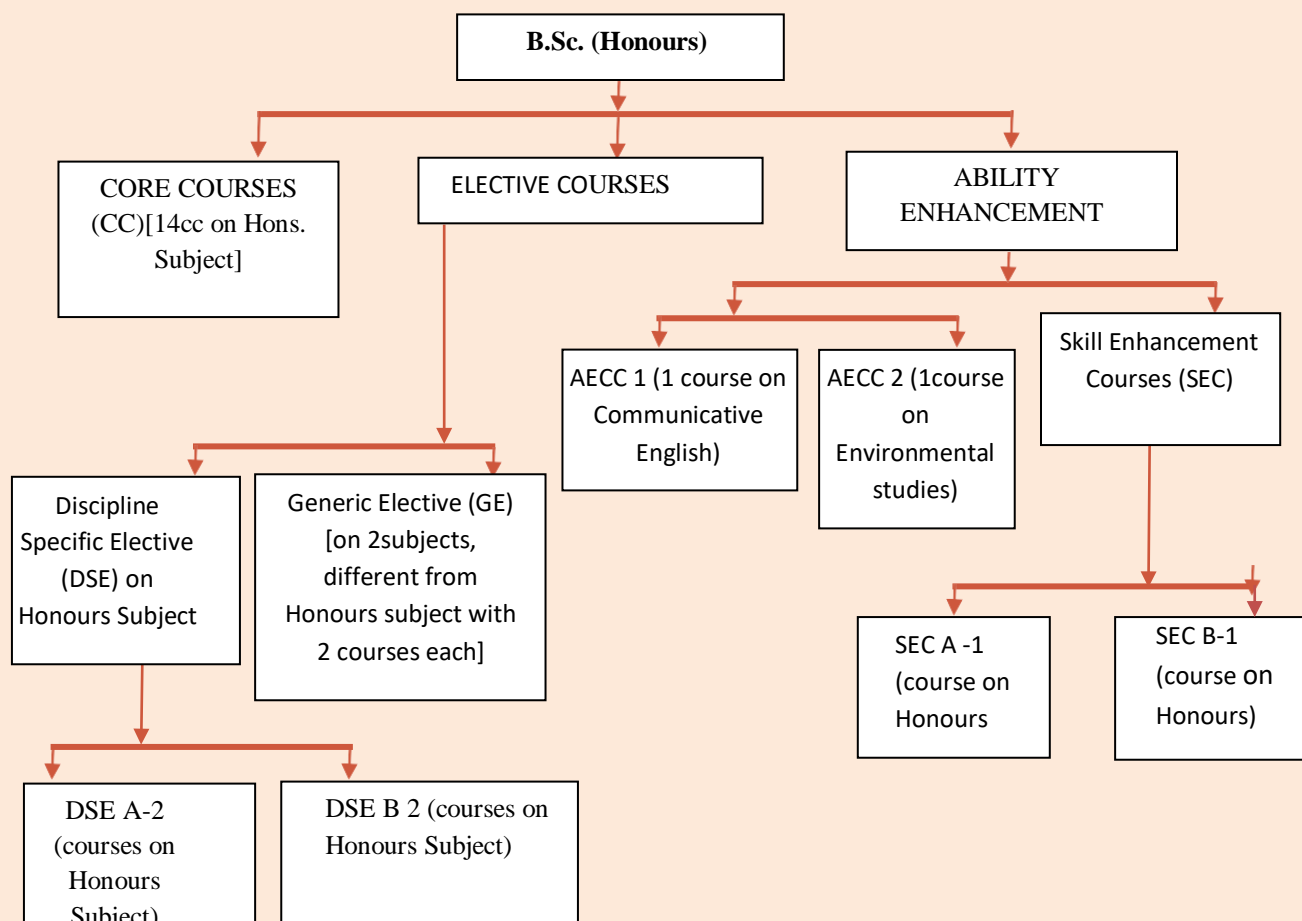 B.Sc. (Honours)
CORE COURSES
(CC)[14cc on Hons.
Subject]
ELECTIVE COURSES
ABILITY
ENHANCEMENT
AECC 1 (1 course on
Communicative
English)
AECC 2 (1course
on
Environmental
studies)
Skill Enhancement
Courses (SEC)
Discipline
Specific Elective
(DSE) on
Honours Subject
Generic Elective (GE)
[on 2subjects,
different from
Honours subject with
2 courses each]
SEC A -1
(course on
Honours
SEC B-1
(course on
Honours)
DSE A-2
(courses on
Honours
Subject)
DSE B 2 (courses on
Honours Subject)